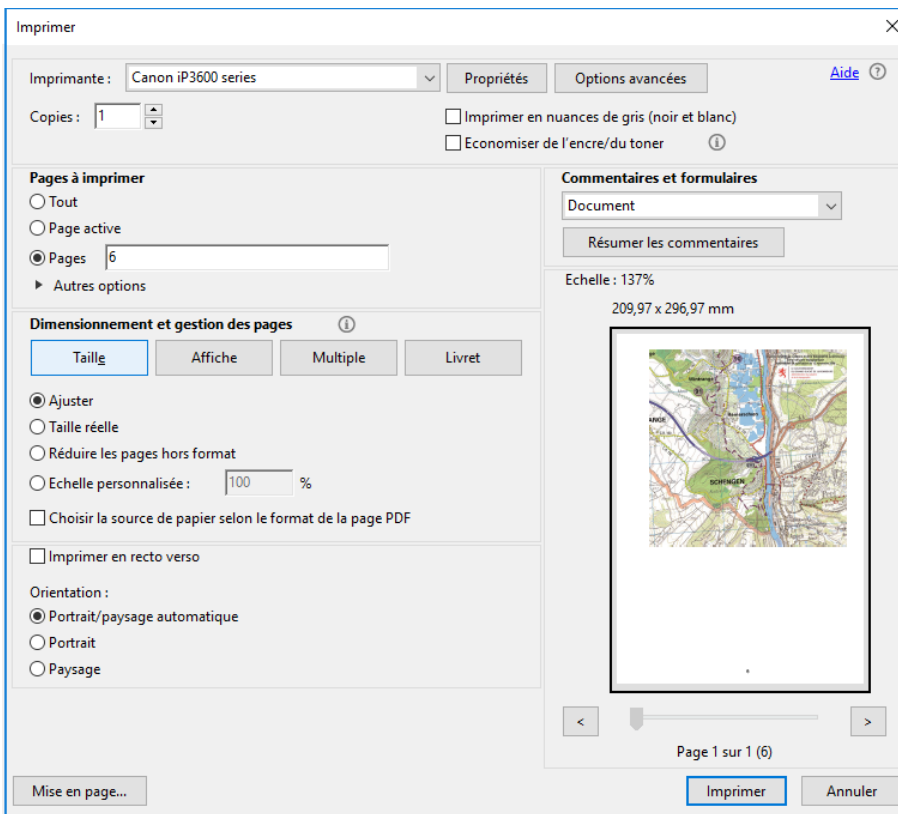 Imprimer
Imprimante : Canon iP3600 series Propriétés Options avancées Aide
Copies : 1
Imprimer en nuances de gris (noir et blanc)
Economiser de l'encre/du toner
Pages à imprimer
Tout
Page active
Pages 6
Autres options
Commentaires et formulaires
Document
Résumer les commentaires
Dimensionnement et gestion des pages
Taille Affiche Multiple Livret
Ajuster
Taille réelle
Réduire les pages hors format
Echelle personnalisée : 100 %
Choisir la source de papier selon le format de la page PDF
Imprimer en recto verso
Orientation :
Portrait/paysage automatique
Portrait
Paysage
Echelle : 137%
209,97 x 296,97 mm
SCHENGEN
< >
Page 1 sur 1 (6)
Mise en page... Imprimer Annuler